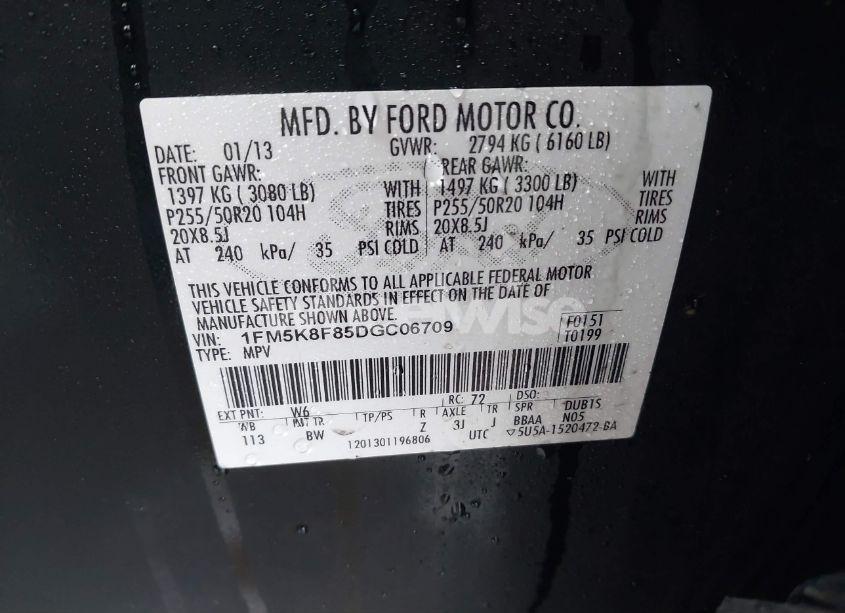 MFD. BY FORD MOTOR CO.
DATE: 01/13 GVWR: 2794 KG ( 6160 LB)
FRONT GAWR: REAR GAWR:
1397 KG ( 3080 LB) WITH 1497 KG ( 3300 LB) WITH
P255/50R20 104H TIRES P255/50R20 104H TIRES
20X8.5J RIMS 20X8.5J RIMS
AT 240 kPa/ 35 PSI COLD AT 240 kPa/ 35 PSI COLD
THIS VEHICLE CONFORMS TO ALL APPLICABLE FEDERAL MOTOR
VEHICLE SAFETY STANDARDS IN EFFECT ON THE DATE OF
MANUFACTURE SHOWN ABOVE.
VIN: 1FM5K8F85DGC06709 F0151
TYPE: MPV T0199
EXT PNT: W6 RC: 72 DSO:
WB TP/PS R AXLE TR SPR DUB1S
113 BW Z 3J J BBAA N05
1201301196806 UTC 5U5A-1520472-BA